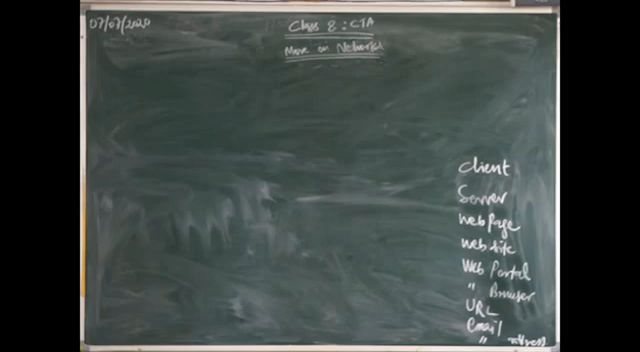 07/07/2020
Class 8 : CTA
More on Networks
Client
Server
Web Page
Web site
Web Portal
" Browser
URL
Email
" address